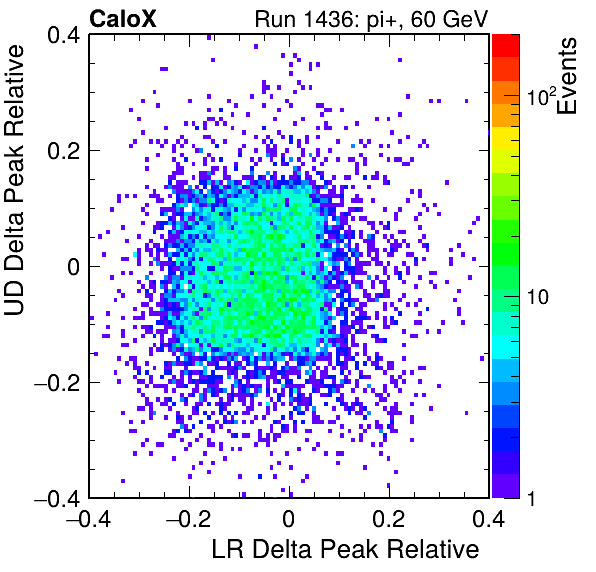 CaloX Run 1436: pi+, 60 GeV
0.4
0.2
0
−0.2
−0.4
−0.4 −0.2 0 0.2 0.4
UD Delta Peak Relative
LR Delta Peak Relative
10²
10
1
Events